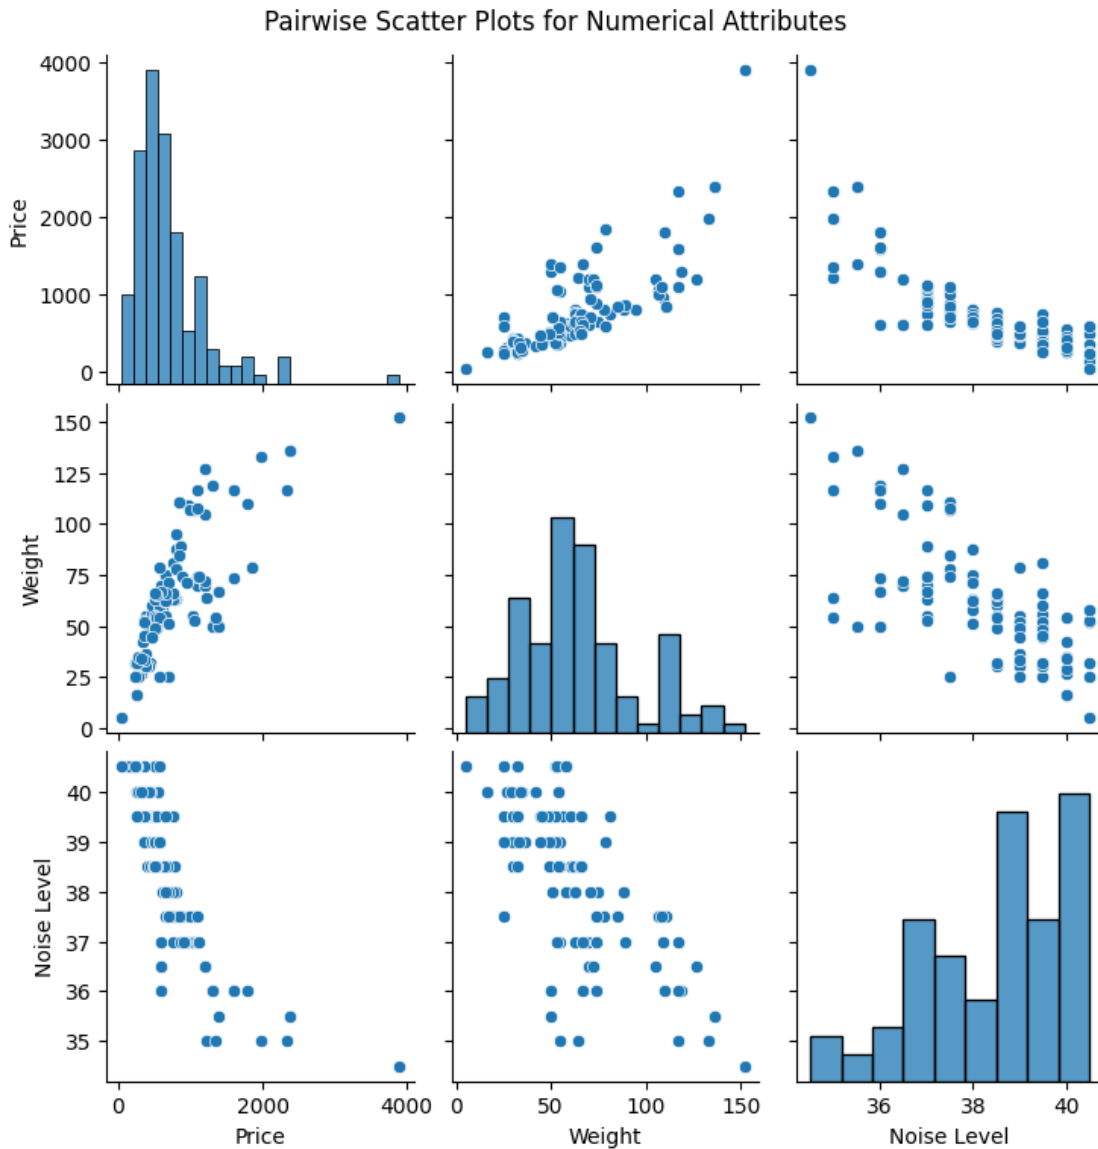 Pairwise Scatter Plots for Numerical Attributes
4000
3000
2000
1000
0
Price
150
125
100
75
50
25
0
Weight
40
39
38
37
36
35
Noise Level
0 2000 4000
Price
0 50 100 150
Weight
36 38 40
Noise Level